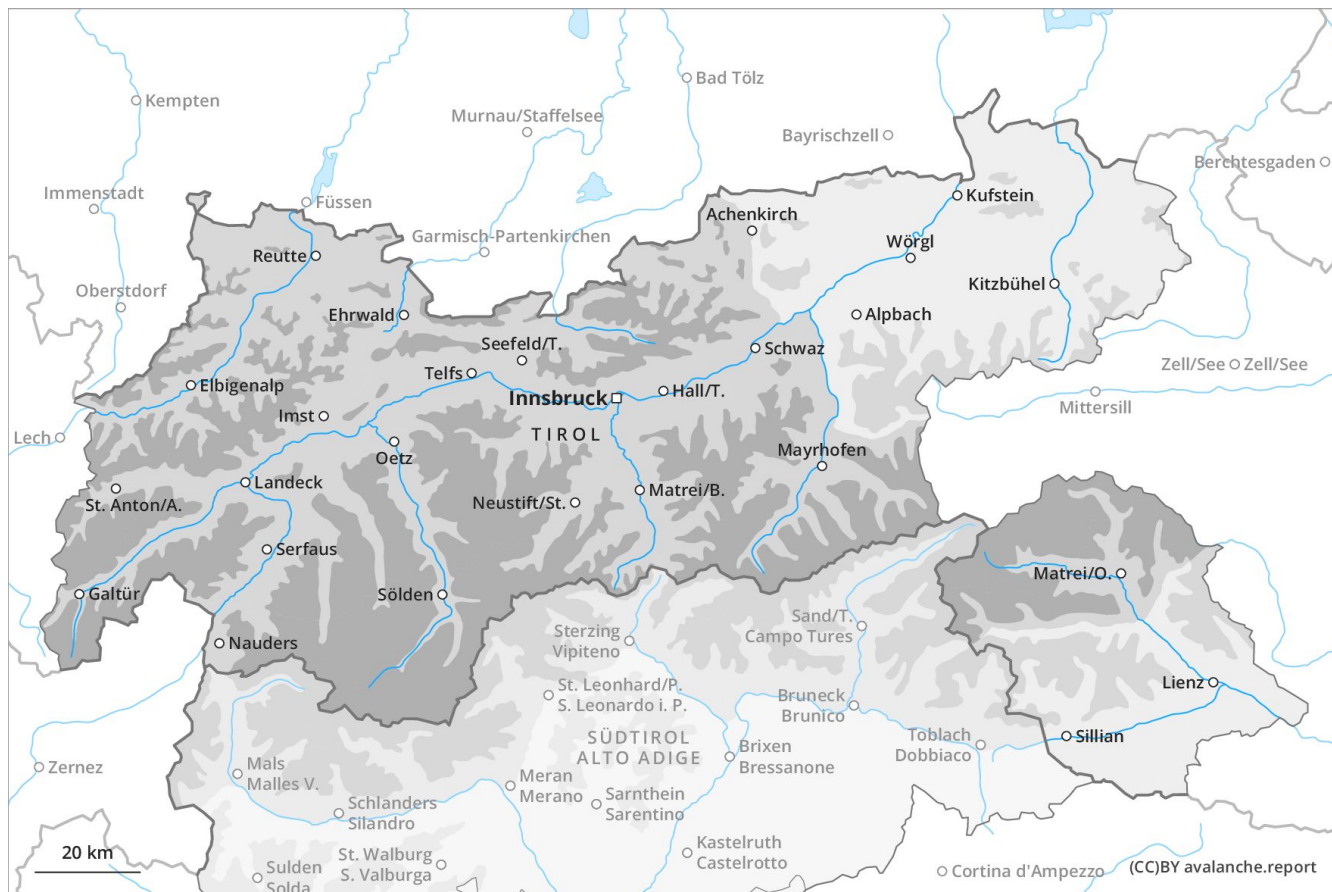 Kempten
Bad Tölz
Murnau/Staffelsee
Bayrischzell
Berchtesgaden
Immenstadt
Füssen
Kufstein
Achenkirch
Garmisch-Partenkirchen
Wörgl
Reutte
Kitzbühel
Oberstdorf
Ehrwald
Alpbach
Seefeld/T.
Schwaz
Telfs
Zell/See
Zell/See
Elbigenalp
Innsbruck
Hall/T.
Mittersill
Imst
TIROL
Lech
Oetz
Mayrhofen
Landeck
St. Anton/A.
Neustift/St.
Matrei/B.
Serfaus
Matrei/O.
Galtür
Sölden
Sand/T.
Campo Tures
Sterzing
Vipiteno
Nauders
Lienz
St. Leonhard/P.
S. Leonardo i. P.
Bruneck
Brunico
SÜDTIROL
ALTO ADIGE
Toblach
Dobbiaco
Sillian
Brixen
Bressanone
Zernez
Mals
Malles V.
Meran
Merano
Sarnthein
Sarentino
Schlanders
Silandro
Kastelruth
Castelrotto
20 km
St. Walburg
S. Valburga
Sulden
Solda
Cortina d'Ampezzo
(CC)BY avalanche.report